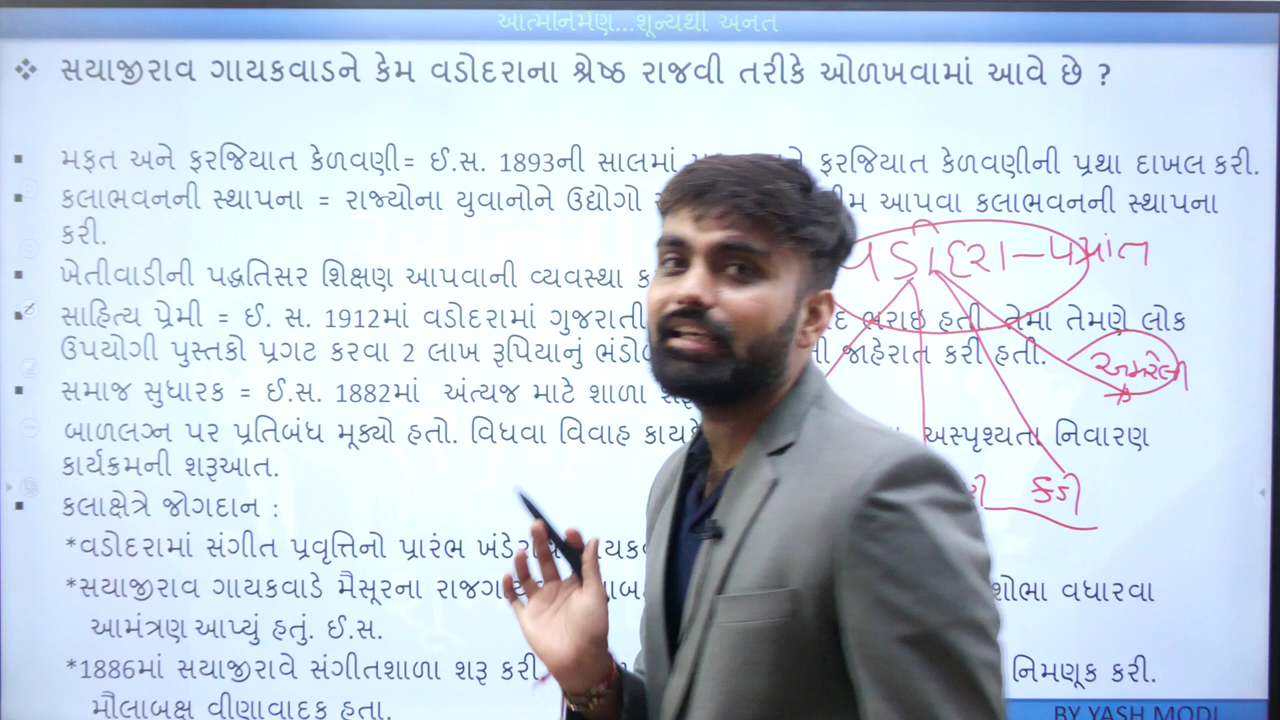 આત્મનિર્માણ...શૂન્યથી અનંત
❖ સયાજીરાવ ગાયકવાડને કેમ વડોદરાના શ્રેષ્ઠ રાજવી તરીકે ઓળખવામાં આવે છે ?
▪ મફત અને ફરજિયાત કેળવણી= ઈ.સ. 1893ની સાલમાં ફરજિયાત કેળવણીની પ્રથા દાખલ કરી.
▪ કલાભવનની સ્થાપના = રાજ્યોના યુવાનોને ઉદ્યોગો આપવા કલાભવનની સ્થાપના
કરી.
▪ ખેતીવાડીની પદ્ધતિસર શિક્ષણ આપવાની વ્યવસ્થા
વડોદરા – પ્રાંત
▪ સાહિત્ય પ્રેમી = ઈ. સ. 1912માં વડોદરામાં ગુજરાતી ભરાઇ હતી. તેમા તેમણે લોક
ઉપયોગી પુસ્તકો પ્રગટ કરવા 2 લાખ રૂપિયાનું જાહેરાત કરી હતી.
અમરેલી
▪ સમાજ સુધારક = ઈ.સ. 1882માં અંત્યજ માટે શાળા
બાળલગ્ન પર પ્રતિબંધ મૂક્યો હતો. વિધવા વિવાહ અસ્પૃશ્યતા નિવારણ
કાર્યક્રમની શરૂઆત.
કડી
▪ કલાક્ષેત્રે જોગદાન :
*વડોદરામાં સંગીત પ્રવૃત્તિનો પ્રારંભ
*સયાજીરાવ ગાયકવાડે મૈસૂરના શોભા વધારવા
આમંત્રણ આપ્યું હતું. ઈ.સ.
*1886માં સયાજીરાવે સંગીતશાળા શરૂ કરી. નિમણૂક કરી.
મૌલાબક્ષ વીણાવાદક હતા.
BY YASH MODI